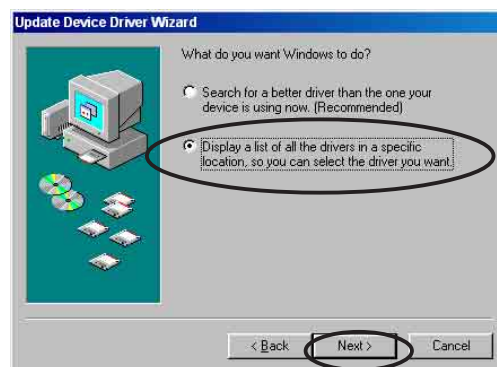 Update Device Driver Wizard
What do you want Windows to do?
Search for a better driver than the one your
device is using now. (Recommended)
Display a list of all the drivers in a specific
location, so you can select the driver you want.
< Back
Next >
Cancel